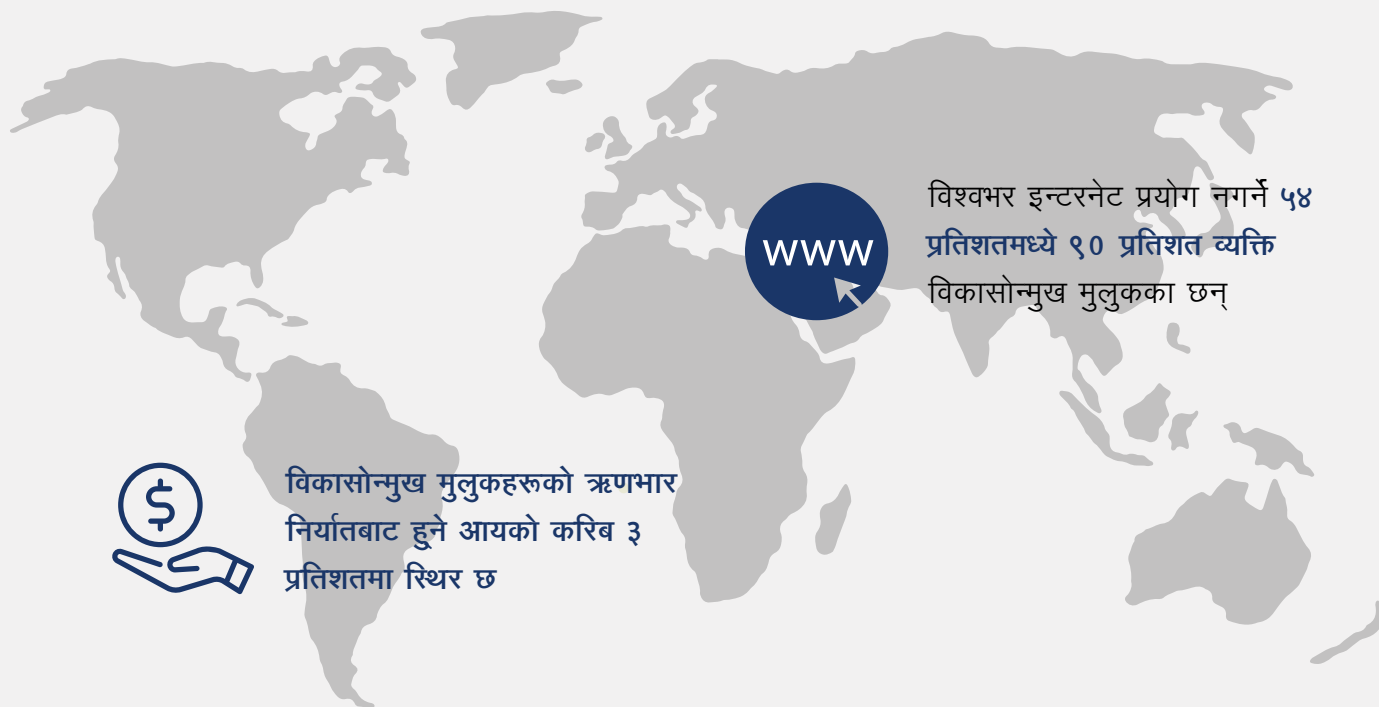 विश्वभर इन्टरनेट प्रयोग नगर्ने ५४
प्रतिशतमध्ये ९० प्रतिशत व्यक्ति
विकासोन्मुख मुलुकका छन्
www
$
विकासोन्मुख मुलुकहरूको ऋणभार
निर्यातबाट हुने आयको करिब ३
प्रतिशतमा स्थिर छ